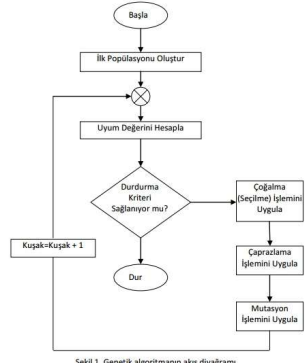 Başla
İlk Popülasyonu Oluştur
Uyum Değerini Hesapla
Durdurma
Kriteri
Sağlanıyor mu?
Çoğalma
(Seçilme) İşlemini
Uygula
Kuşak=Kuşak + 1
Çaprazlama
İşlemini Uygula
Dur
Mutasyon
İşlemini Uygula
Şekil 1. Genetik algoritmanın akış diyağramı